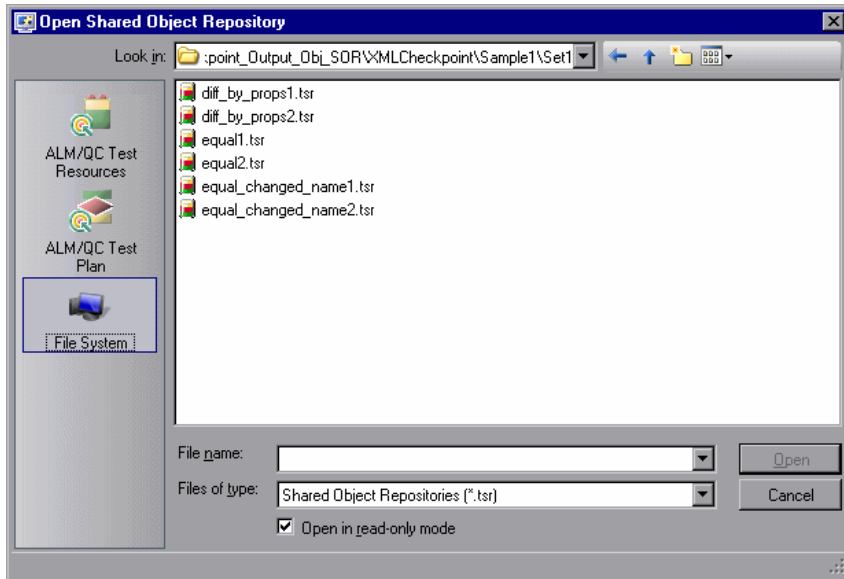 Open Shared Object Repository
Look in: :point_Output_Obj_SOR\XMLCheckpoint\Sample1\Set1
ALM/QC Test
Resources
ALM/QC Test
Plan
File System
diff_by_props1.tsr
diff_by_props2.tsr
equal1.tsr
equal2.tsr
equal_changed_name1.tsr
equal_changed_name2.tsr
File name:
Open
Files of type: Shared Object Repositories (*.tsr)
Cancel
Open in read-only mode